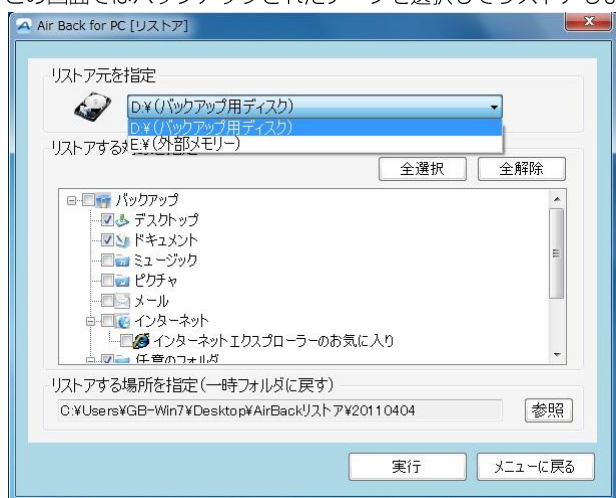 Air Back for PC [リストア]
リストア元を指定
D:¥(バックアップ用ディスク)
D:¥(バックアップ用ディスク)
E:¥(外部メモリー)
リストアする
全選択 全解除
バックアップ
デスクトップ
ドキュメント
ミュージック
ピクチャ
メール
インターネット
インターネットエクスプローラーのお気に入り
任意のフォルダ
リストアする場所を指定(一時フォルダに戻す)
C:¥Users¥GB-Win7¥Desktop¥AirBackリストア¥20110404 参照
実行 メニューに戻る